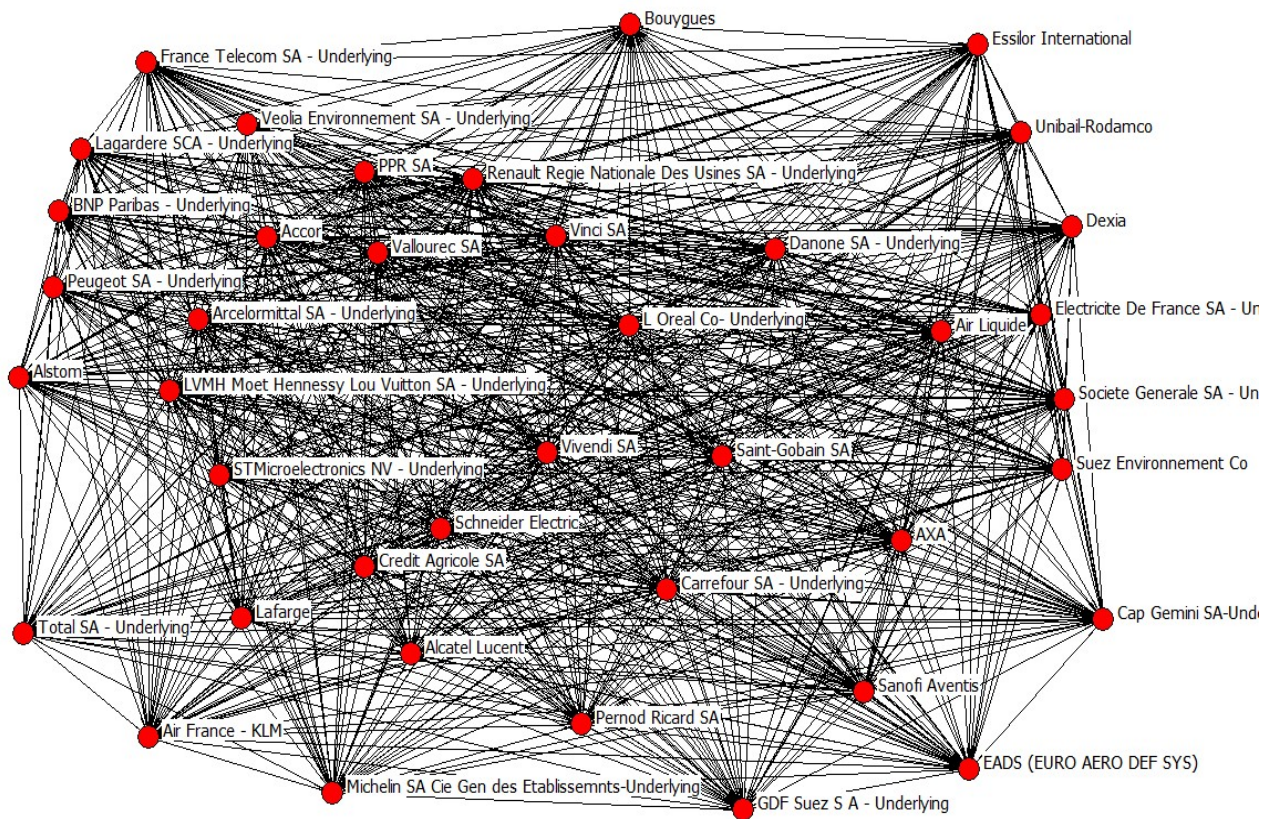 Bouygues
Essilor International
France Telecom SA - Underlying
Veolia Environnement SA - Underlying
Unibail-Rodamco
Lagardere SCA - Underlying
PPR SA
Renault Regie Nationale Des Usines SA - Underlying
BNP Paribas - Underlying
Accor
Vinci SA
Dexia
Vallourec SA
Danone SA - Underlying
Peugeot SA - Underlying
Arcelormittal SA - Underlying
L Oreal Co- Underlying
Air Liquide
Electricite De France SA - Un
Alstom
LVMH Moet Hennessy Lou Vuitton SA - Underlying
Societe Generale SA - Un
Vivendi SA
Saint-Gobain SA
STMicroelectronics NV - Underlying
Suez Environnement Co
Schneider Electric
AXA
Credit Agricole SA
Carrefour SA - Underlying
Lafarge
Cap Gemini SA-Unde
Total SA - Underlying
Alcatel Lucent
Sanofi Aventis
Pernod Ricard SA
Air France - KLM
EADS (EURO AERO DEF SYS)
Michelin SA Cie Gen des Etablissemnts-Underlying
GDF Suez S A - Underlying